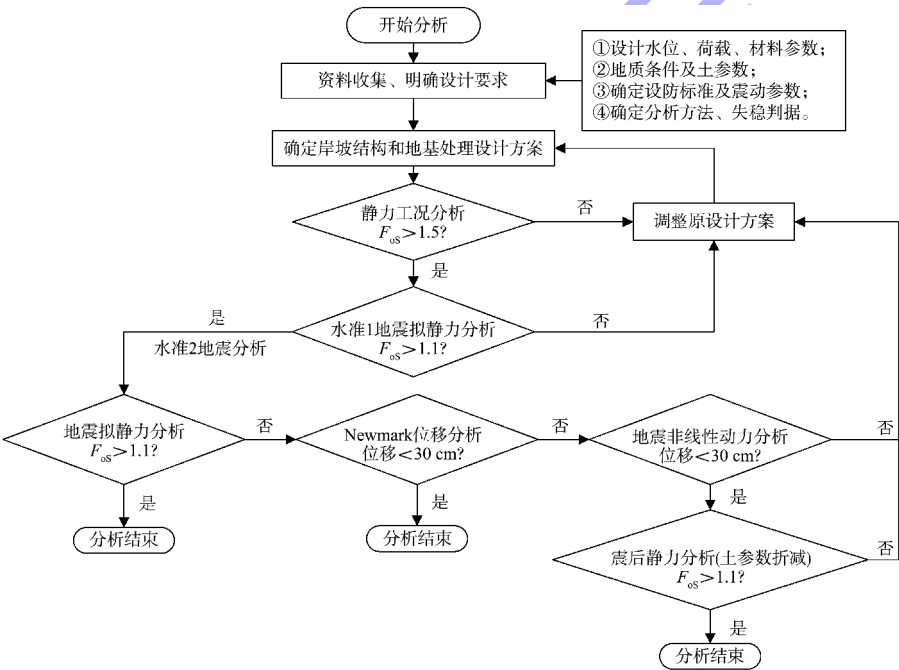 开始分析
①设计水位、荷载、材料参数；
②地质条件及土参数；
③确定设防标准及震动参数；
④确定分析方法、失稳判据。
资料收集、明确设计要求
确定岸坡结构和地基处理设计方案
静力工况分析
FoS＞1.5?
否
调整原设计方案
是
水准1地震拟静力分析
FoS＞1.1?
否
是
水准2地震分析
地震拟静力分析
FoS＞1.1?
否
Newmark位移分析
位移＜30 cm?
否
地震非线性动力分析
位移＜30 cm?
否
是
分析结束
是
分析结束
是
震后静力分析(土参数折减)
FoS＞1.1?
否
是
分析结束